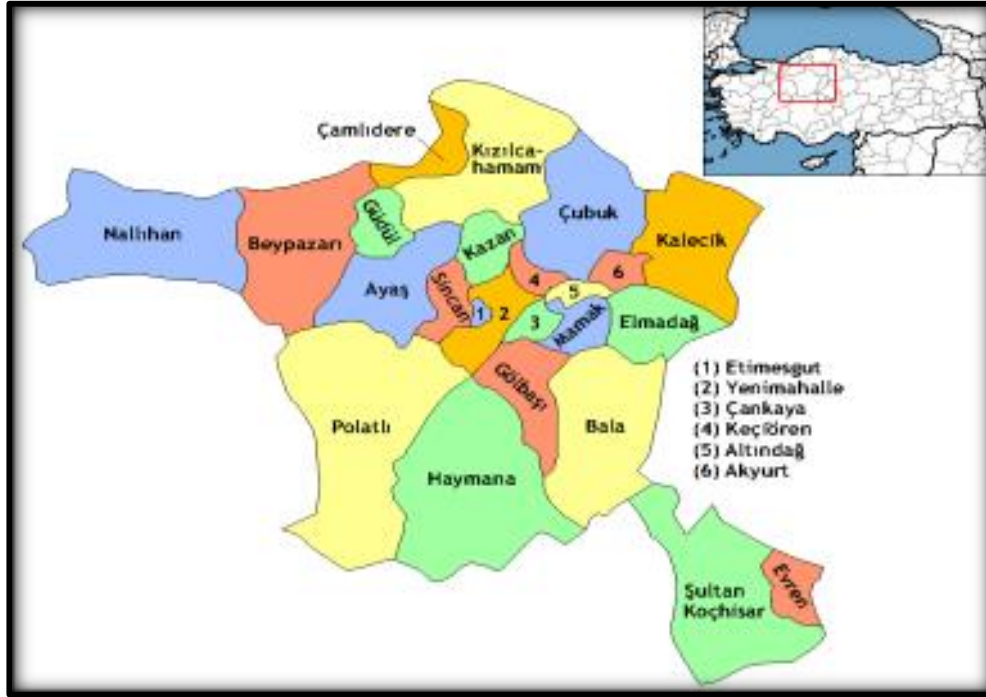 Çamlıdere
Kızılca-
hamam
Çubuk
Güdül
Nallıhan
Beypazarı
Kazan
Kalecik
Ayaş
Sincan
1
2
3
4
5
6
Mamak
Elmadağ
Gölbaşı
Polatlı
Bala
Haymana
Şultan
Koçhisar
Evren
(1) Etimesgut
(2) Yenimahalle
(3) Çankaya
(4) Keçiören
(5) Altındağ
(6) Akyurt